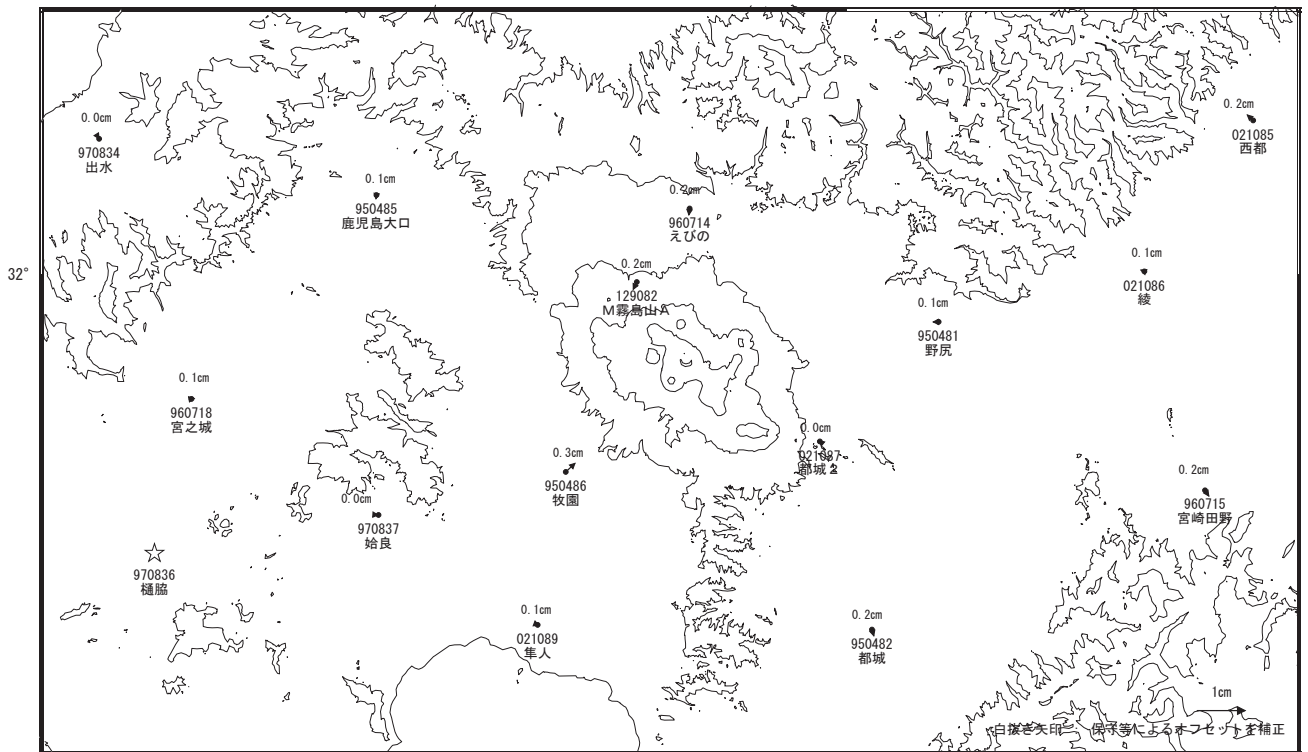 0.2cm
021085
西都
0.0cm
970834
出水
0.1cm
950485
鹿児島大口
0.2cm
960714
えびの
32°
0.2cm
129082
M霧島山A
0.1cm
021086
綾
0.1cm
950481
野尻
0.1cm
960718
宮之城
0.0cm
021087
都城2
0.3cm
950486
牧園
0.2cm
960715
宮崎田野
0.0cm
970837
姶良
970836
樋脇
0.1cm
021089
隼人
0.2cm
950482
都城
1cm
白抜き矢印: 保守等によるオフセットを補正